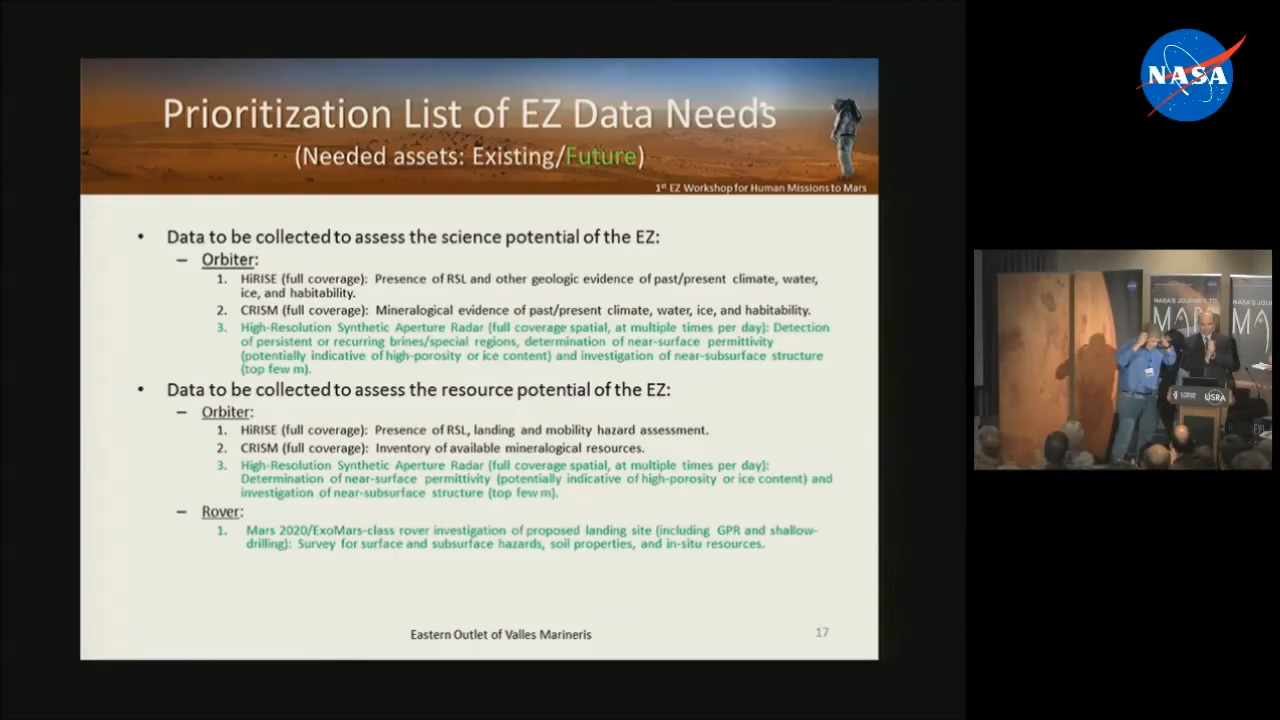 Prioritization List of EZ Data Needs
(Needed assets: Existing/Future)
1st EZ Workshop for Human Missions to Mars
• Data to be collected to assess the science potential of the EZ:
– Orbiter:
1. HiRISE (full coverage): Presence of RSL and other geologic evidence of past/present climate, water,
ice, and habitability.
2. CRISM (full coverage): Mineralogical evidence of past/present climate, water, ice, and habitability.
3. High-Resolution Synthetic Aperture Radar (full coverage spatial, at multiple times per day): Detection
of persistent or recurring brines/special regions, determination of near-surface permittivity
(potentially indicative of high-porosity or ice content) and investigation of near-subsurface structure
(top few m).
• Data to be collected to assess the resource potential of the EZ:
– Orbiter:
1. HiRISE (full coverage): Presence of RSL, landing and mobility hazard assessment.
2. CRISM (full coverage): Inventory of available mineralogical resources.
3. High-Resolution Synthetic Aperture Radar (full coverage spatial, at multiple times per day):
Determination of near-surface permittivity (potentially indicative of high-porosity or ice content) and
investigation of near-subsurface structure (top few m).
– Rover:
1. Mars 2020/ExoMars-class rover investigation of proposed landing site (including GPR and shallow-
drilling): Survey for surface and subsurface hazards, soil properties, and in-situ resources.
Eastern Outlet of Valles Marineris
17
NASA
NASA'S JOURNEY TO
MARS
NASA'S JO
MA
USRA